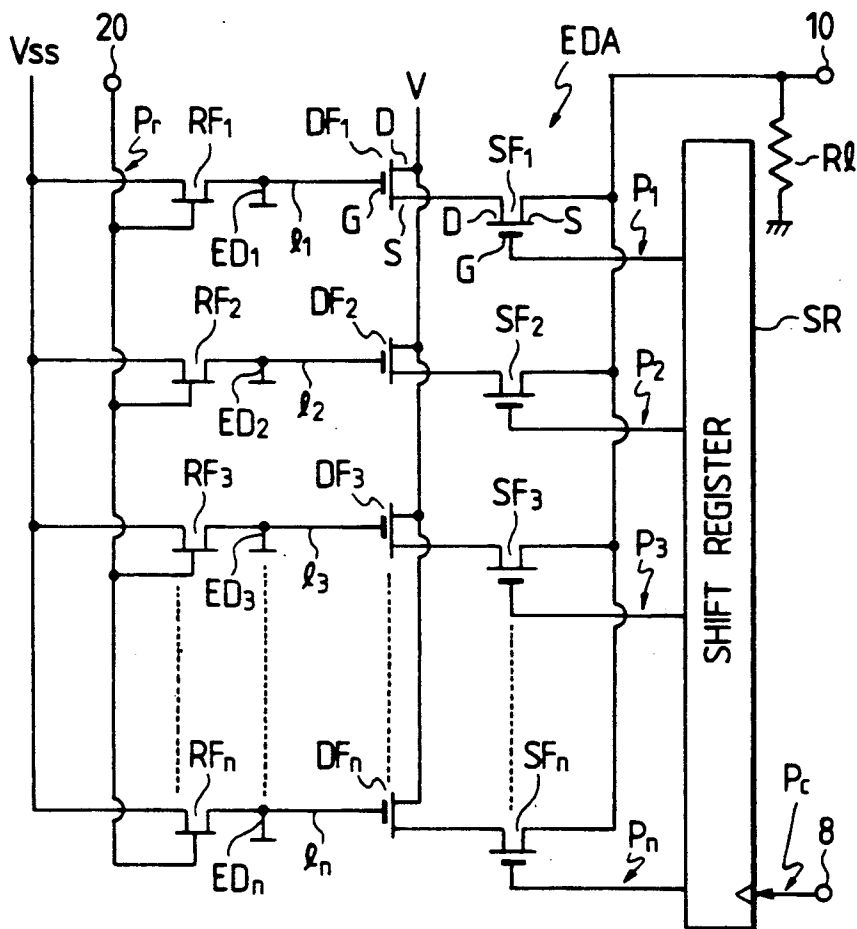 Vss
20
V
EDA
10
Pr
RF1
DF1
D
SF1
P1
Rl
G
S
D
S
G
ED1
l1
RF2
DF2
SF2
P2
SR
ED2
l2
RF3
DF3
SF3
P3
ED3
l3
SHIFT REGISTER
RFn
DFn
SFn
Pc
8
EDn
ln
Pn